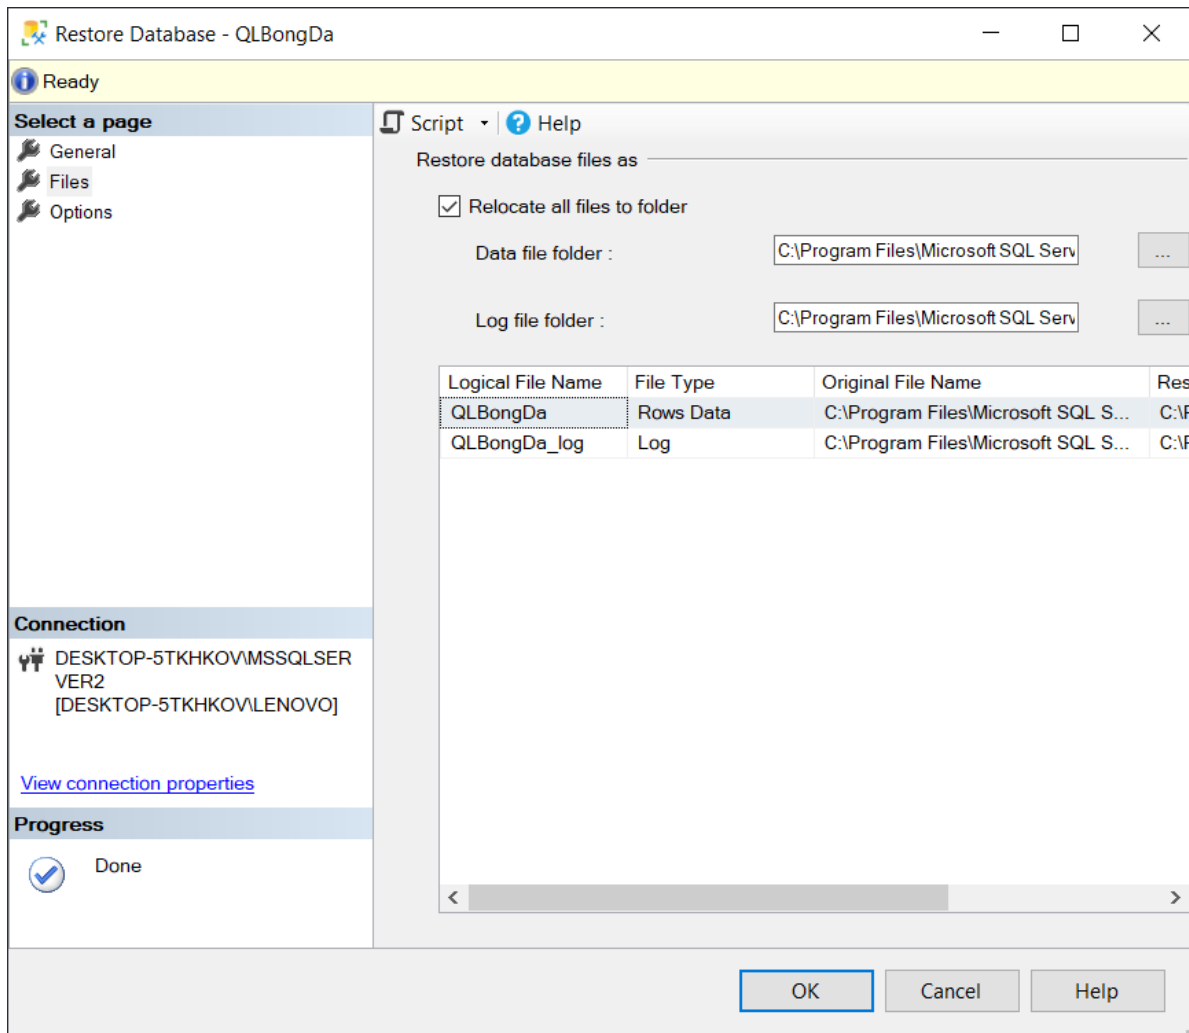 Restore Database - QLBongDa
Ready
Select a page
General
Files
Options
Script
Help
Restore database files as
Relocate all files to folder
Data file folder :
C:\Program Files\Microsoft SQL Serv
...
Log file folder :
C:\Program Files\Microsoft SQL Serv
...
Logical File Name File Type Original File Name Res
QLBongDa Rows Data C:\Program Files\Microsoft SQL S... C:\
QLBongDa_log Log C:\Program Files\Microsoft SQL S... C:\
Connection
DESKTOP-5TKHKOV\MSSQLSER
VER2
[DESKTOP-5TKHKOV\LENOVO]
View connection properties
Progress
Done
OK Cancel Help